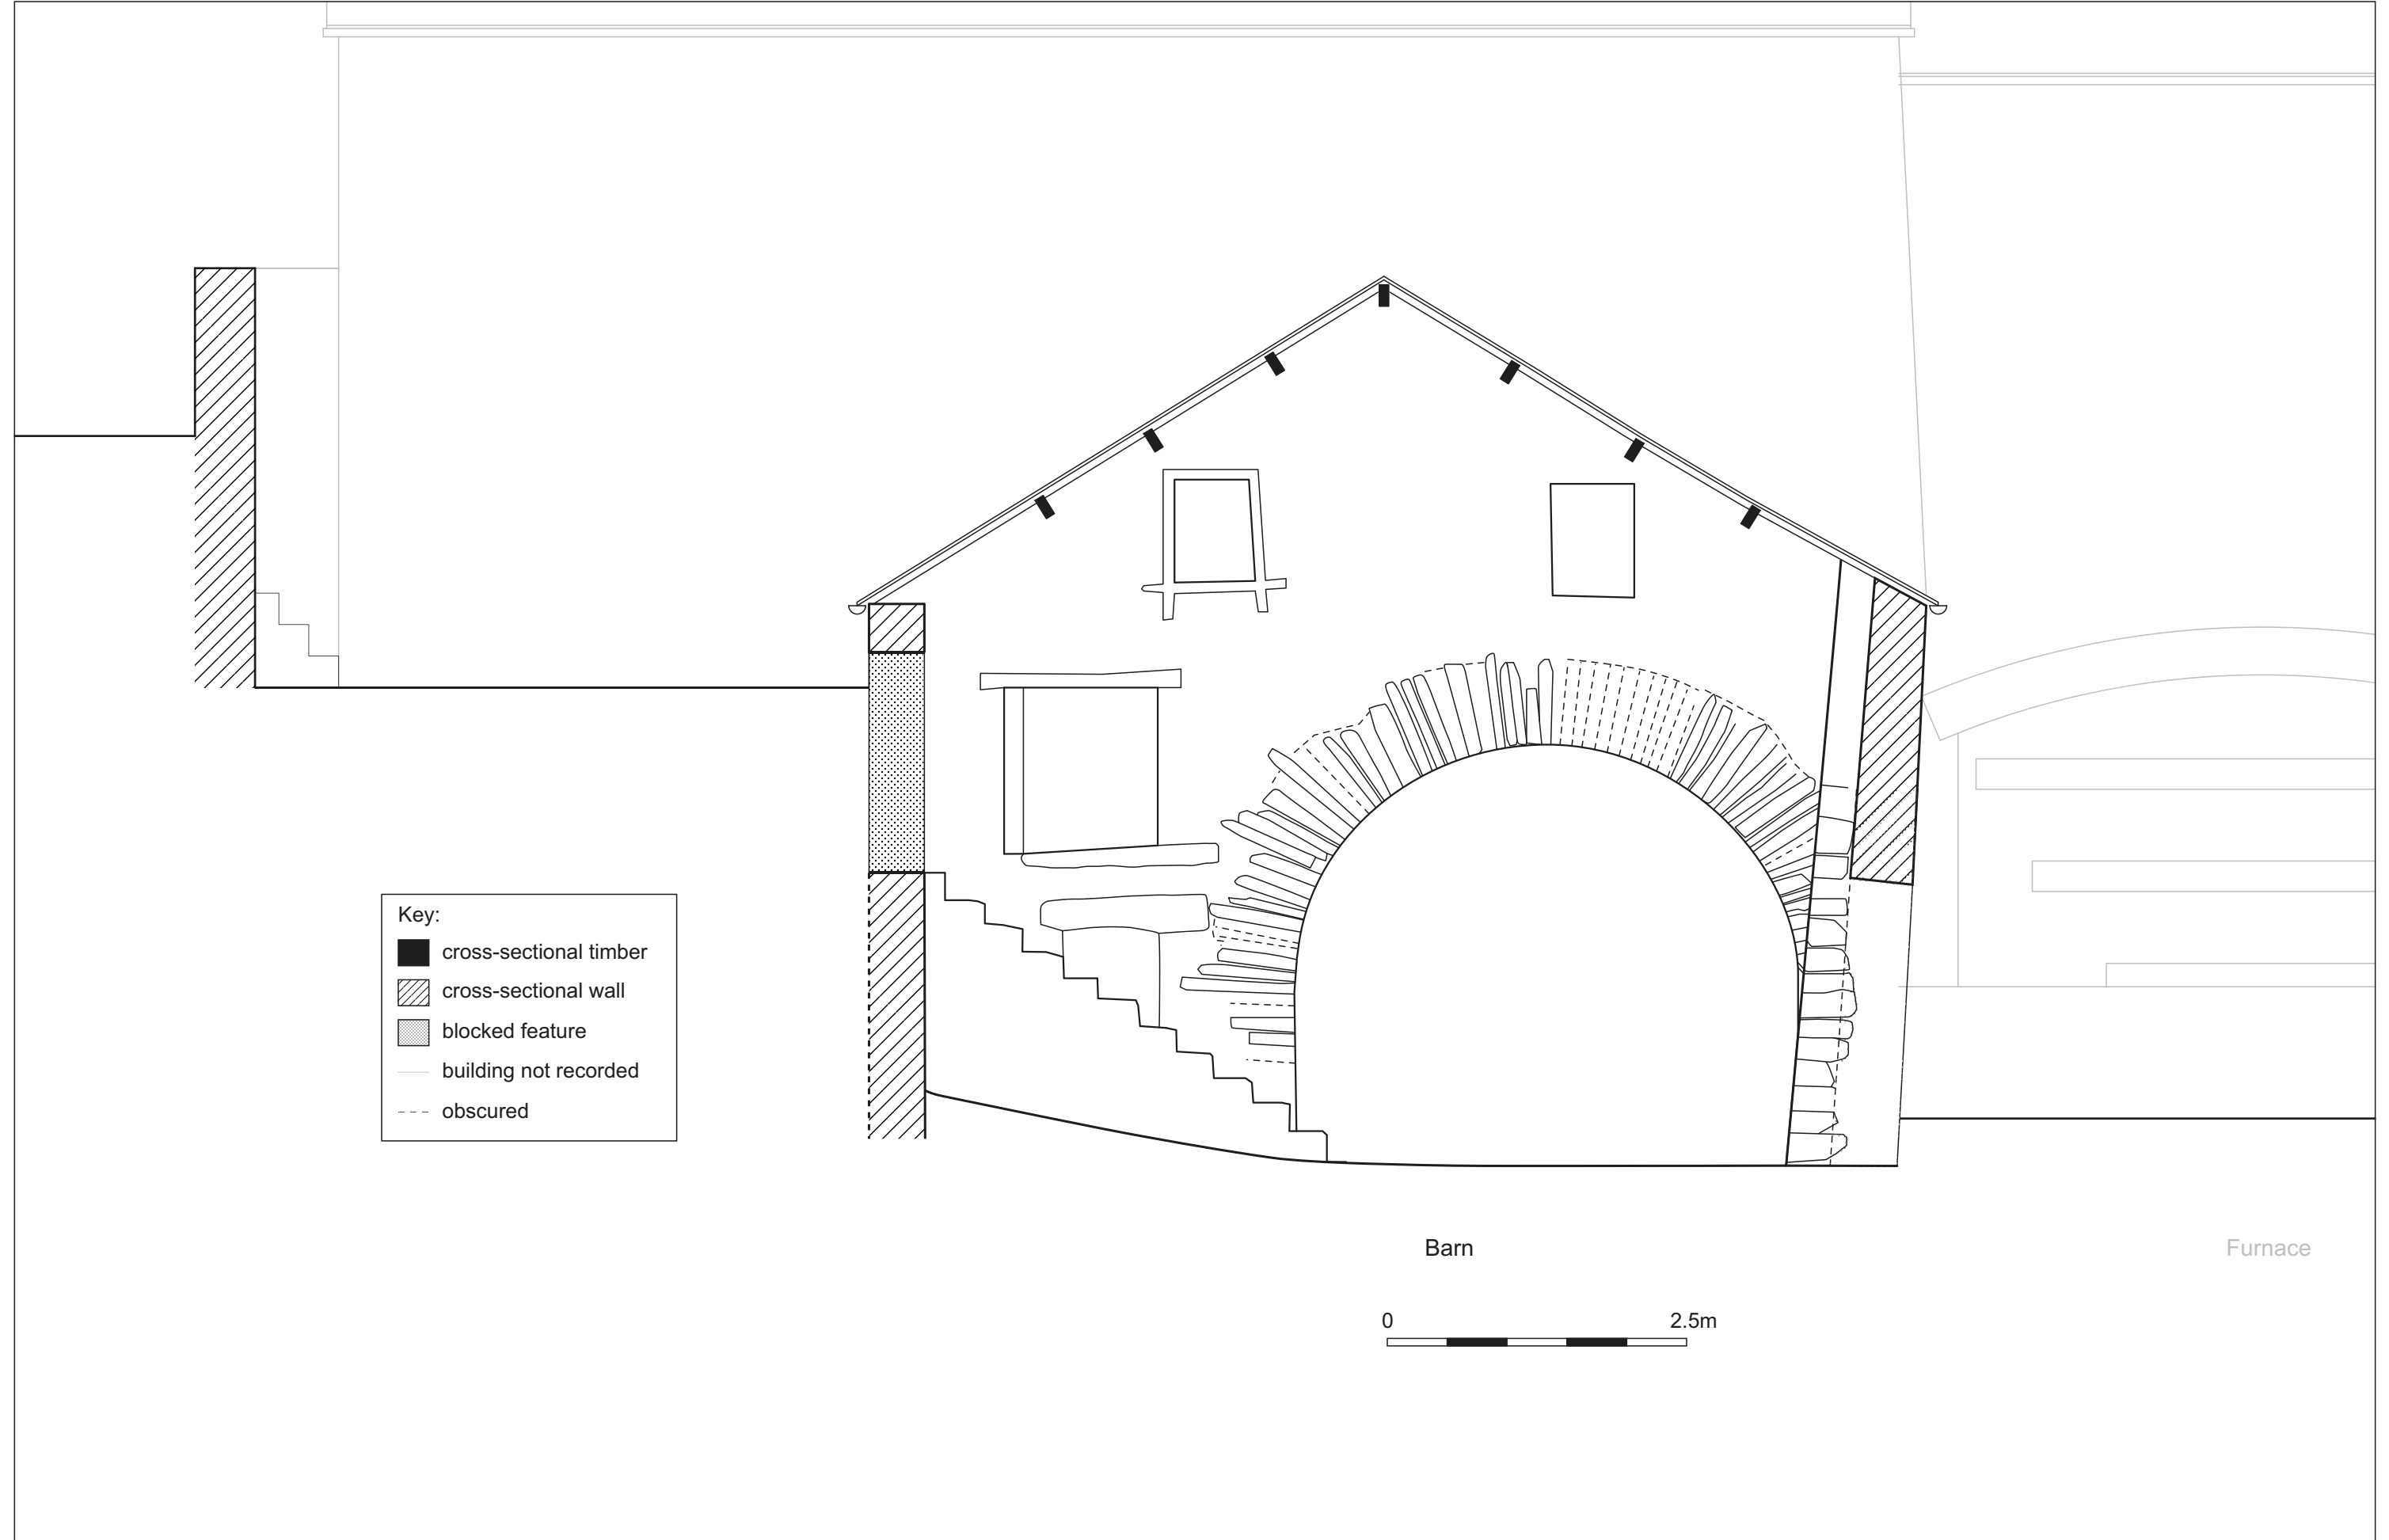 Key:
cross-sectional timber
cross-sectional wall
blocked feature
building not recorded
obscured
Barn
Furnace
0 2.5m